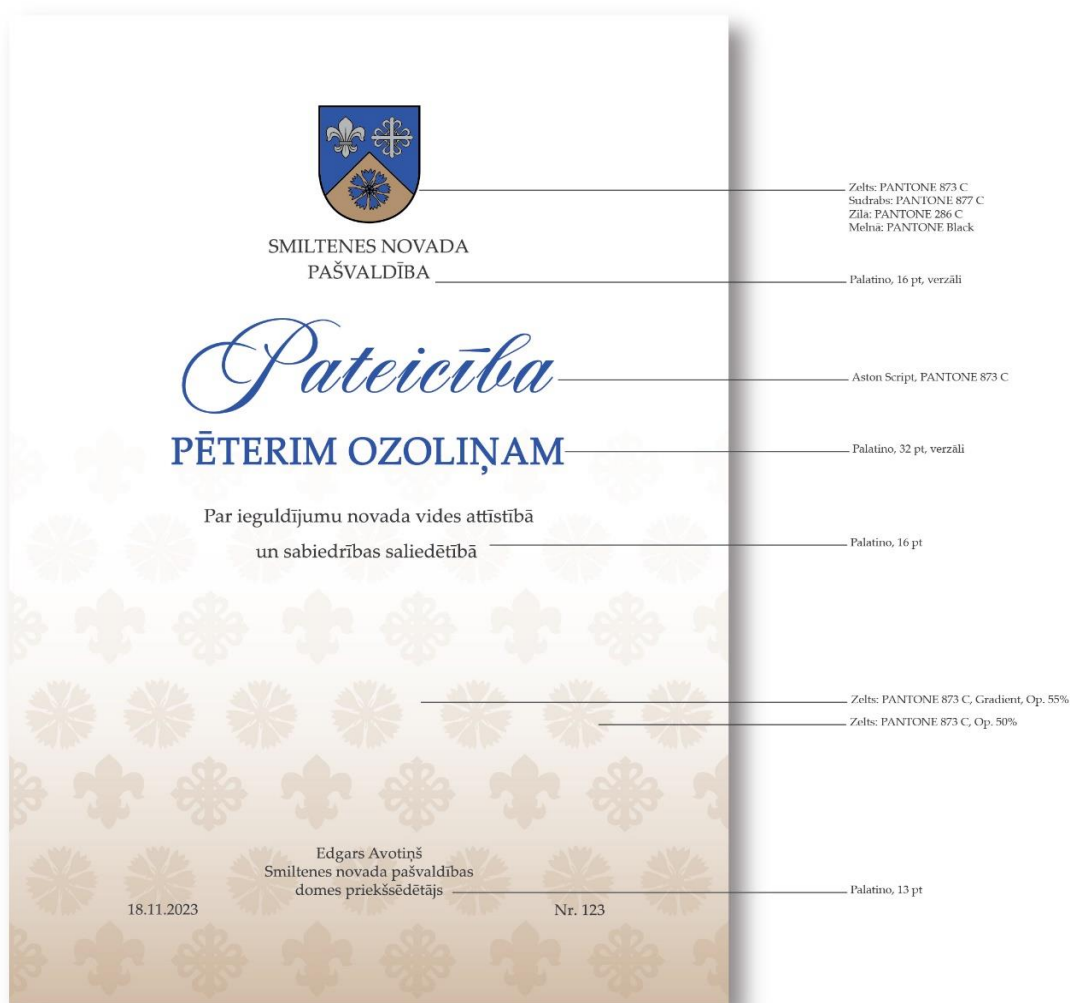 SMILTENES NOVADA
PAŠVALDĪBA
Pateicība
PĒTERIM OZOLIŅAM
Par ieguldījumu novada vides attīstībā
un sabiedrības saliedētībā
Edgars Avotiņš
Smiltenes novada pašvaldības
domes priekšsēdētājs
18.11.2023
Nr. 123
Zelts: PANTONE 873 C
Sudrabs: PANTONE 877 C
Zila: PANTONE 286 C
Melnā: PANTONE Black
Palatino, 16 pt, verzāli
Aston Script, PANTONE 873 C
Palatino, 32 pt, verzāli
Palatino, 16 pt
Zelts: PANTONE 873 C, Gradient, Op. 55%
Zelts: PANTONE 873 C, Op. 50%
Palatino, 13 pt